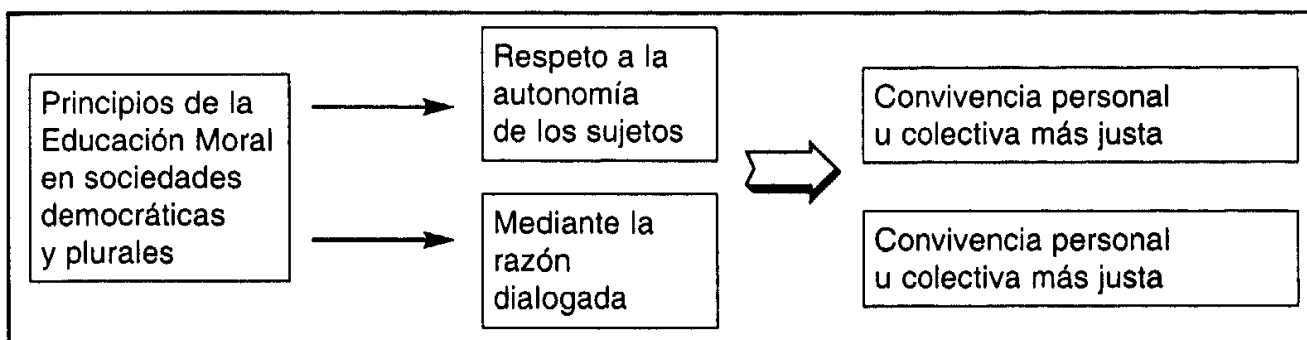 Principios de la
Educación Moral
en sociedades
democráticas
y plurales
Respeto a la
autonomía
de los sujetos
Mediante la
razón
dialogada
Convivencia personal
u colectiva más justa
Convivencia personal
u colectiva más justa